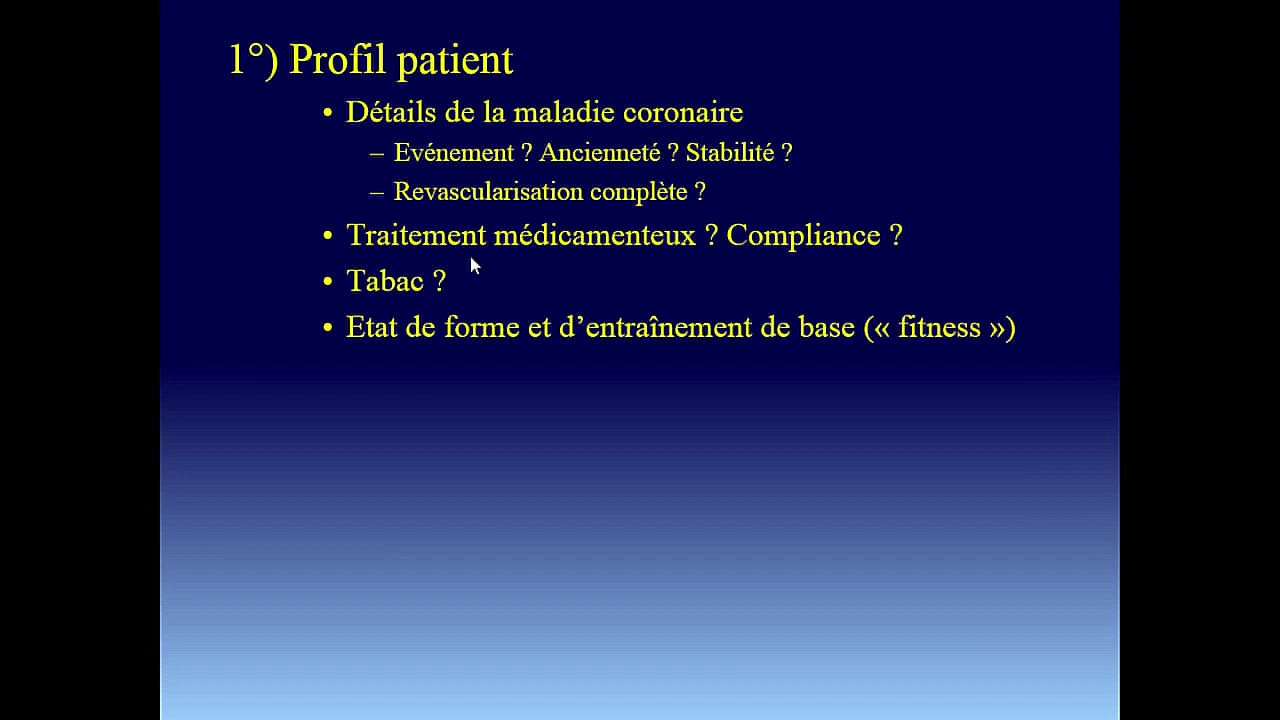 1°) Profil patient
• Détails de la maladie coronaire
– Evénement ? Ancienneté ? Stabilité ?
– Revascularisation complète ?
• Traitement médicamenteux ? Compliance ?
• Tabac ?
• Etat de forme et d’entraînement de base (« fitness »)